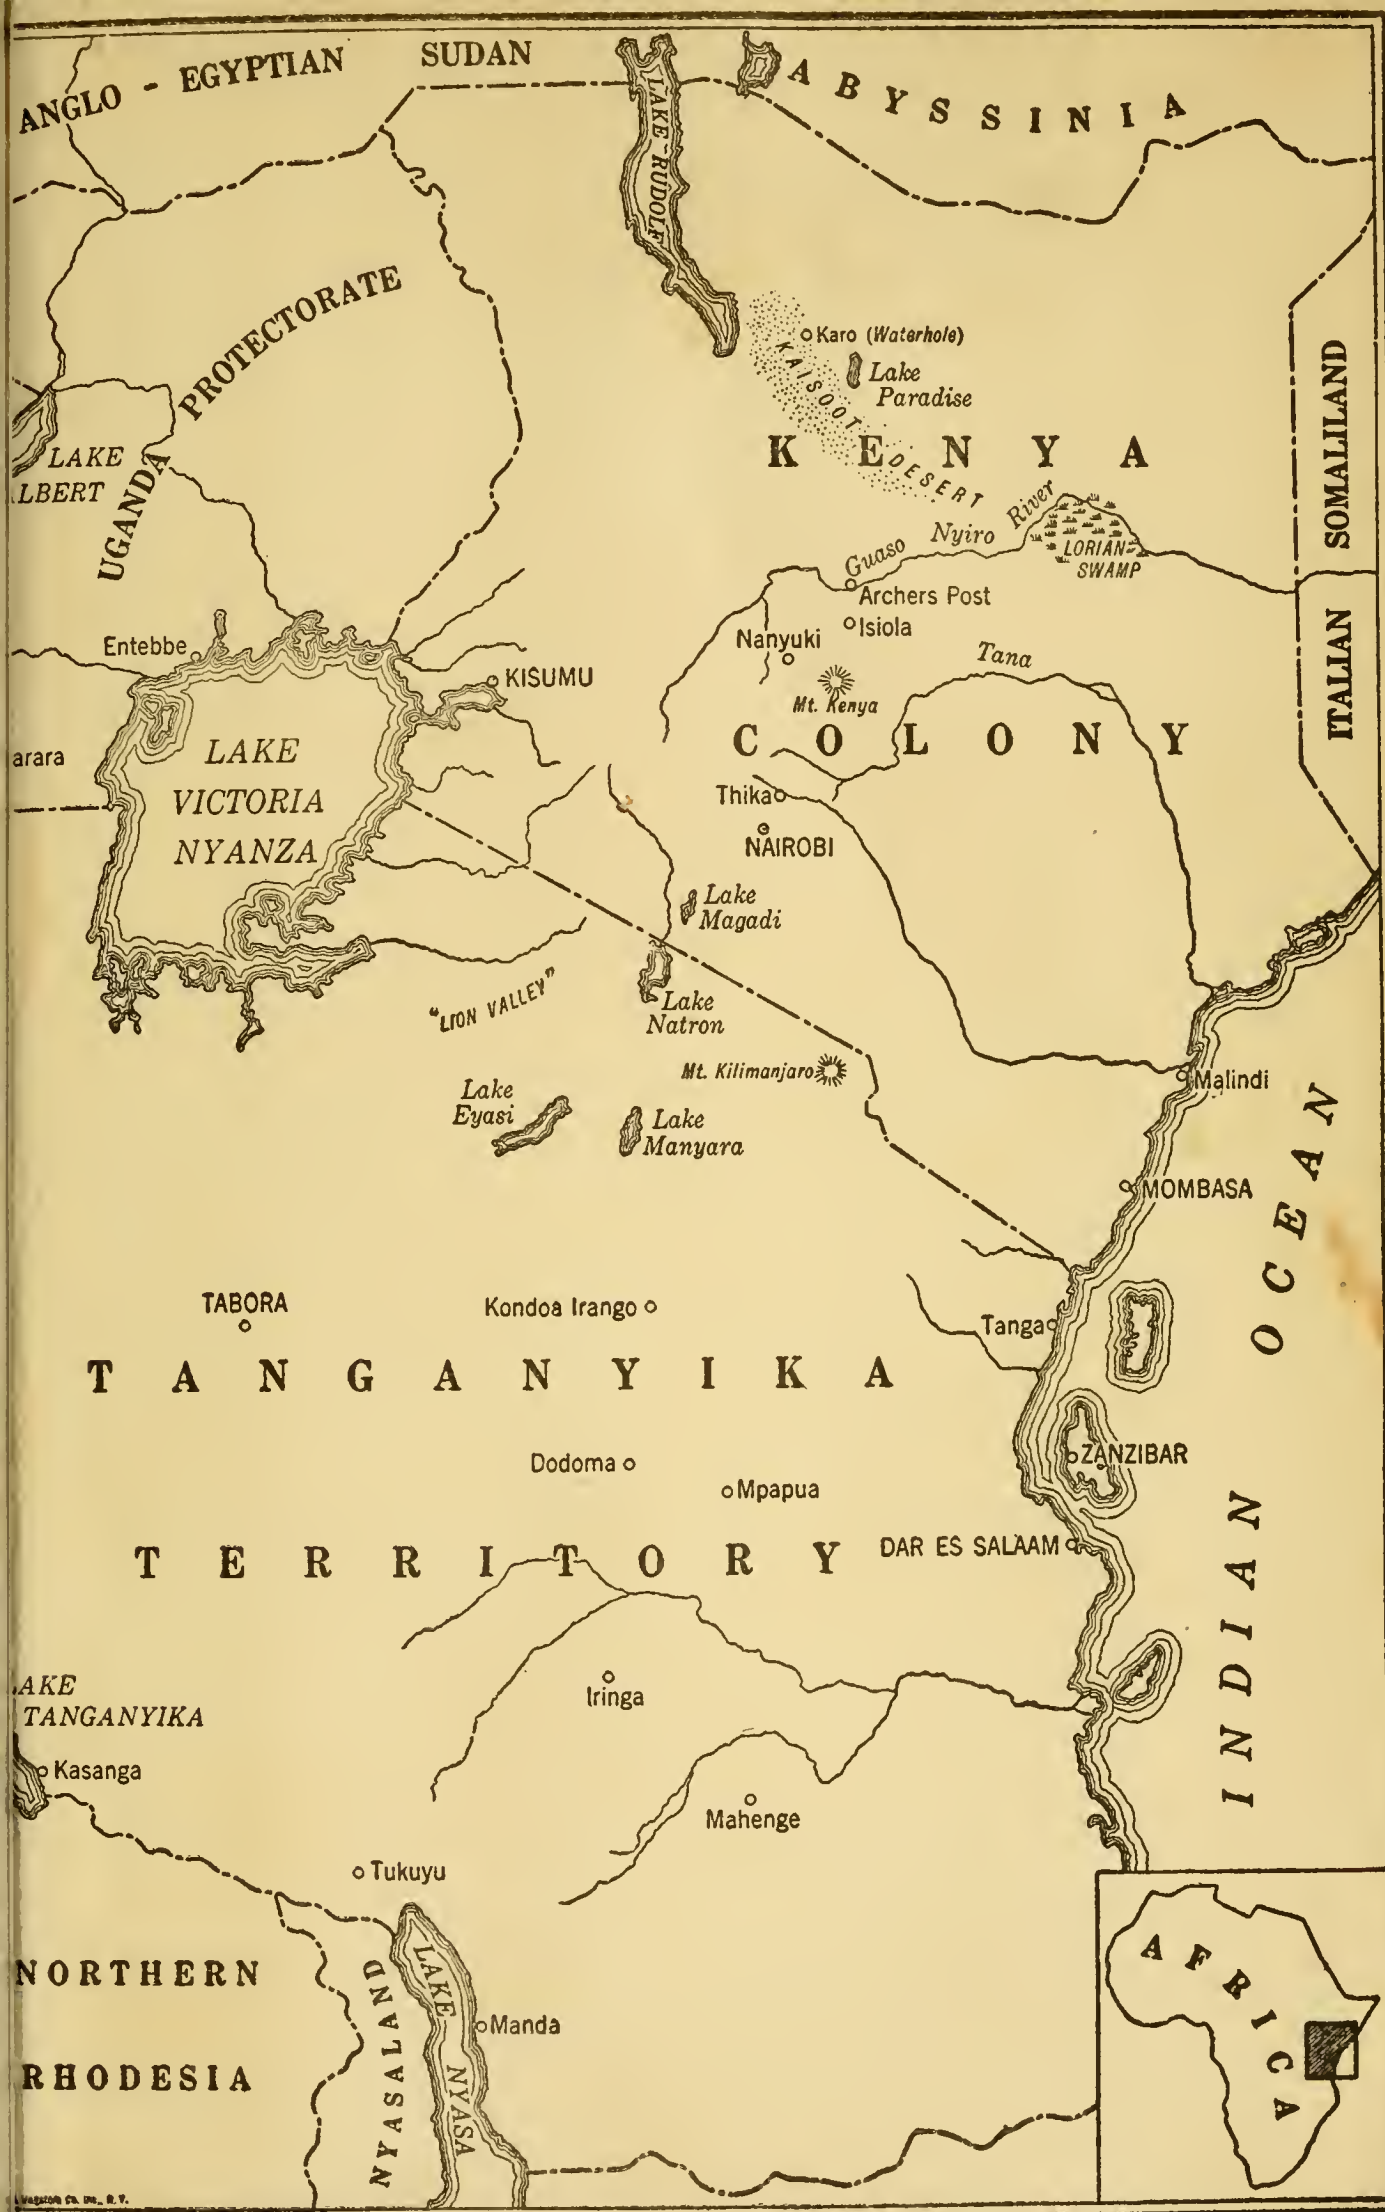 ANGLO - EGYPTIAN SUDAN
ABYSSINIA
LAKE RUDOLF
UGANDA PROTECTORATE
Karo (Waterhole)
Lake
Paradise
KAISOOT DESERT
LAKE
LBERT
KENYA
SOMALILAND
ITALIAN
Guaso Nyiro River
LORIAN
SWAMP
Archers Post
Isiola
Nanyuki
Mt. Kenya
Tana
Entebbe
KISUMU
COLONY
arara
LAKE
VICTORIA
NYANZA
Thika
NAIROBI
Lake
Magadi
"LION VALLEY"
Lake
Natron
Mt. Kilimanjaro
Malindi
Lake
Eyasi
Lake
Manyara
MOMBASA
INDIAN OCEAN
TABORA
Kondoa Irango
Tanga
TANGANYIKA
ZANZIBAR
Dodoma
Mpapua
DAR ES SALAAM
TERRITORY
AKE
TANGANYIKA
Iringa
Kasanga
Mahenge
Tukuyu
NORTHERN
RHODESIA
NYASALAND
LAKE NYASA
Manda
AFRICA
Co. Inc., N. Y.